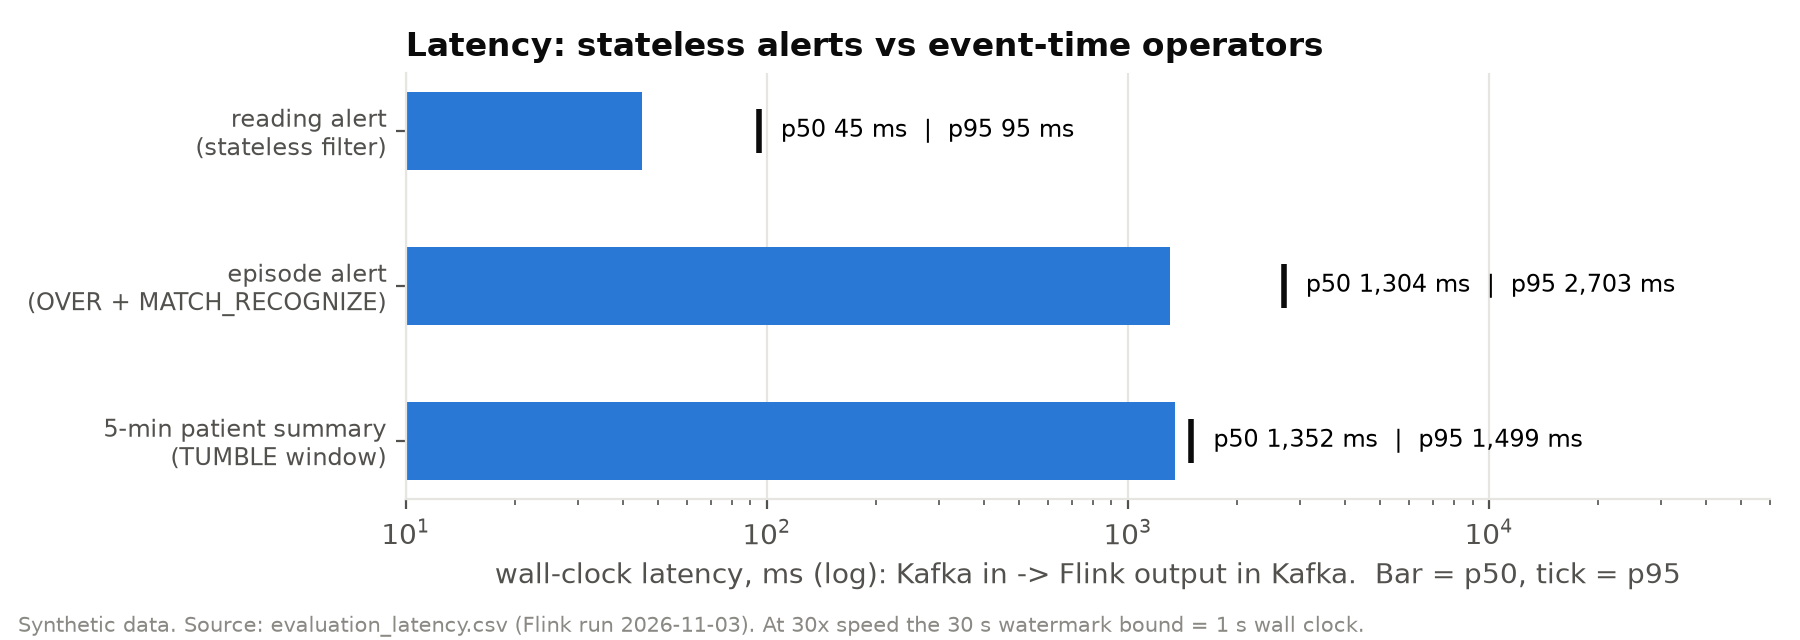 Latency: stateless alerts vs event-time operators
reading alert
(stateless filter)
p50 45 ms | p95 95 ms
episode alert
(OVER + MATCH_RECOGNIZE)
p50 1,304 ms | p95 2,703 ms
5-min patient summary
(TUMBLE window)
p50 1,352 ms | p95 1,499 ms
10¹ 10² 10³ 10⁴
wall-clock latency, ms (log): Kafka in -> Flink output in Kafka. Bar = p50, tick = p95
Synthetic data. Source: evaluation_latency.csv (Flink run 2026-11-03). At 30x speed the 30 s watermark bound = 1 s wall clock.